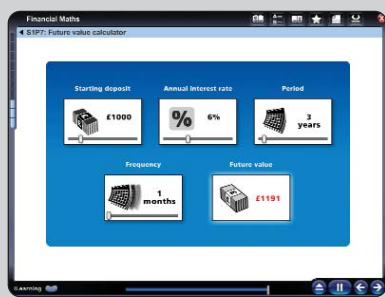 Financial Maths
S1P7: Future value calculator
Starting deposit
Annual interest rate
Period
£1000
%
6%
3
years
Frequency
Future value
1
months
£1191